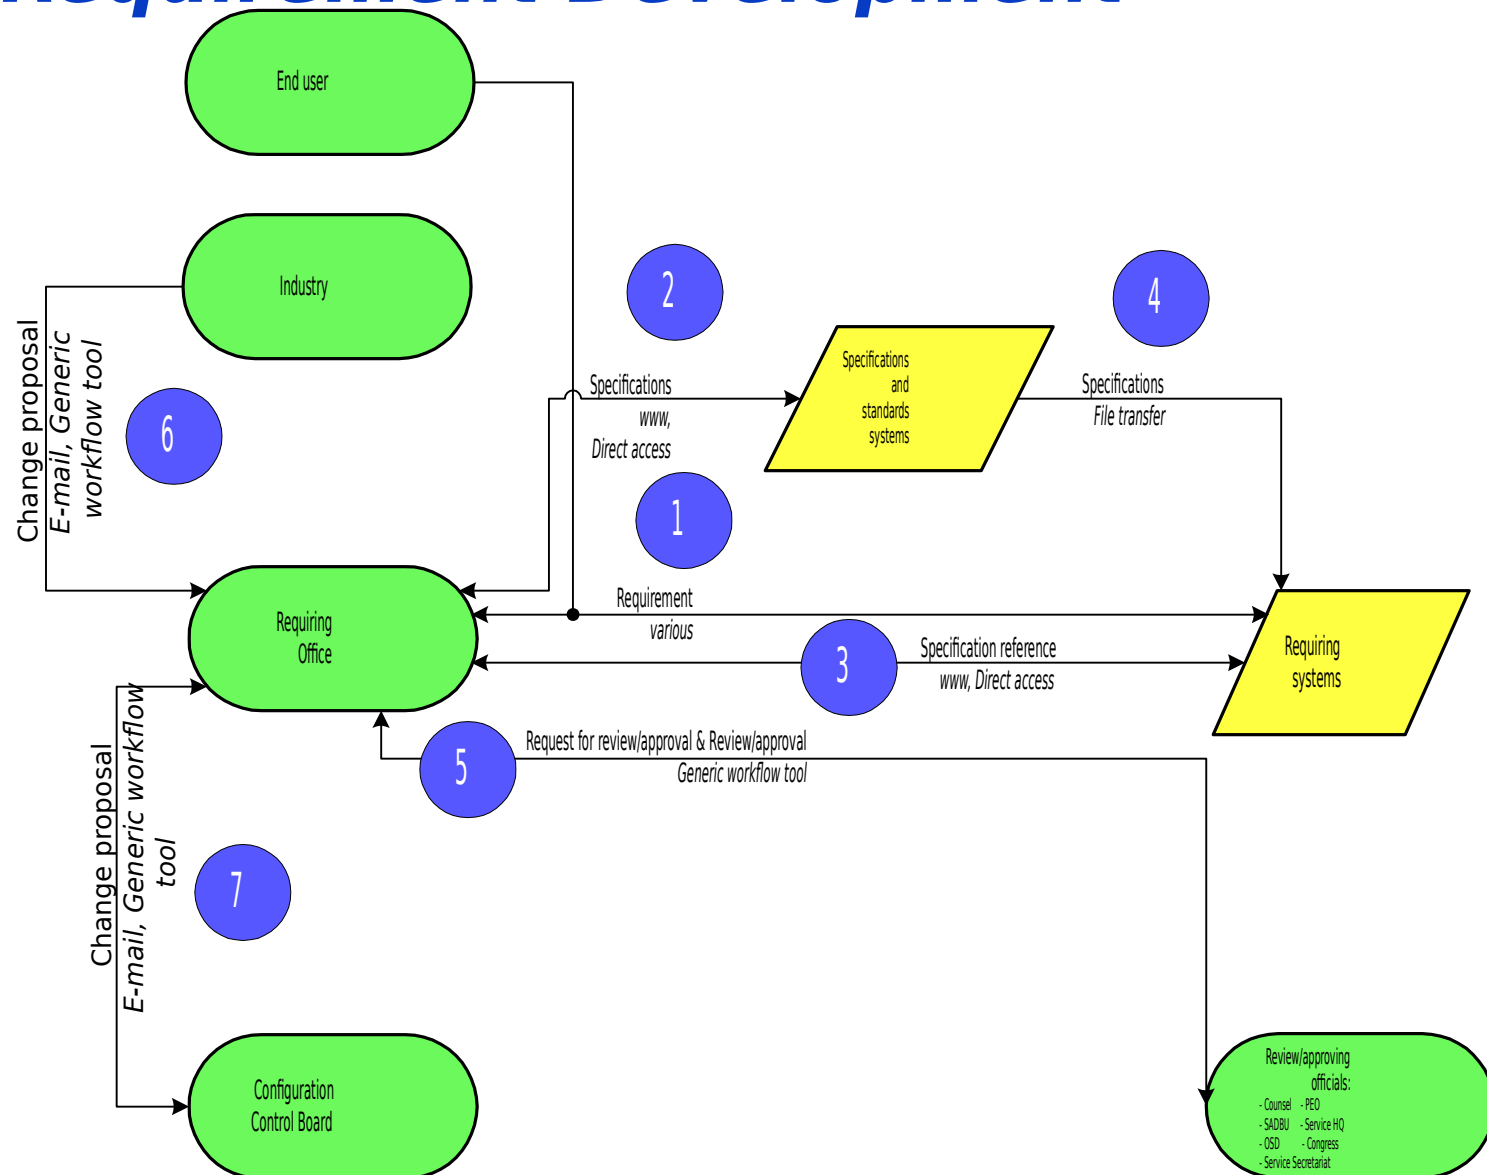 Requirement Development
End user
Industry
2
4
Specifications
and
standards
systems
Specifications
www,
Direct access
Specifications
File transfer
Change proposal
E-mail, Generic
workflow tool
6
1
Requiring
Office
Requirement
various
3
Specification reference
www, Direct access
Requiring
systems
5
Request for review/approval & Review/approval
Generic workflow tool
Change proposal
E-mail, Generic workflow
tool
7
Configuration
Control Board
Review/approving
officials:
- Counsel - PEO
- SADBU - Service HQ
- OSD - Congress
- Service Secretariat